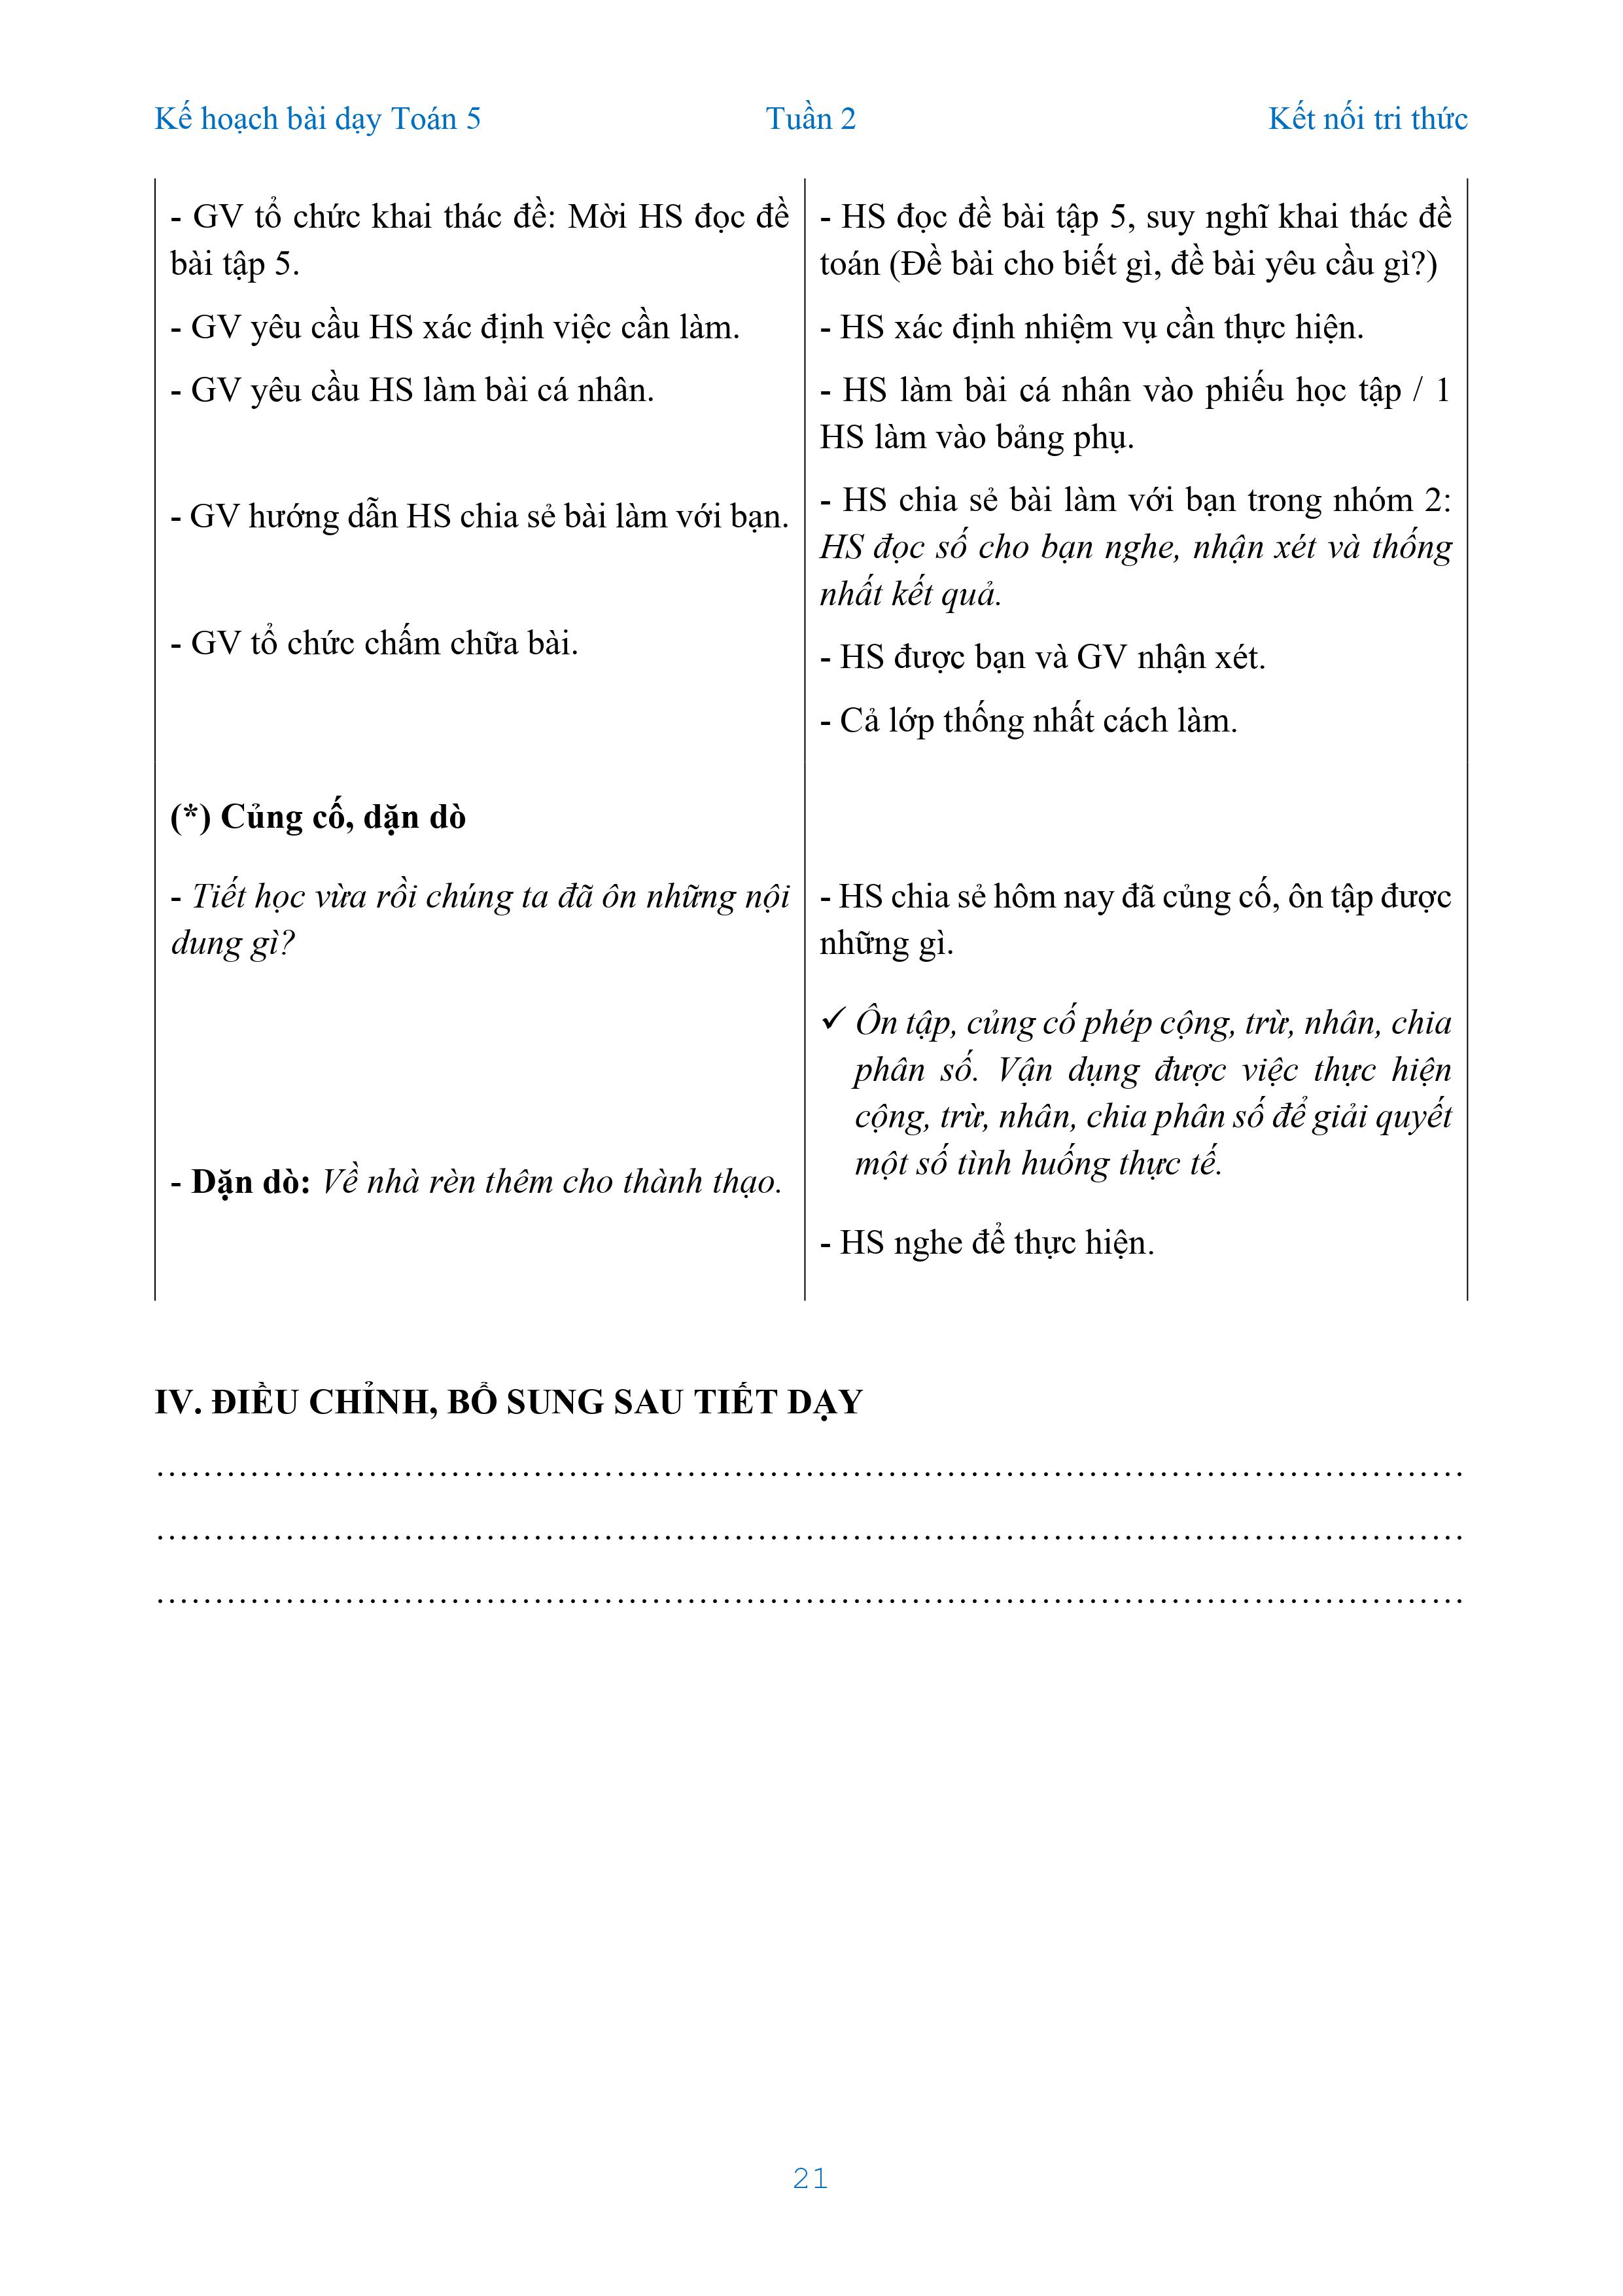 Kế hoạch bài dạy Toán 5 Tuần 2 Kết nối tri thức
- GV tổ chức khai thác đề: Mời HS đọc đề
bài tập 5.
- GV yêu cầu HS xác định việc cần làm.
- GV yêu cầu HS làm bài cá nhân.
- GV hướng dẫn HS chia sẻ bài làm với bạn.
- GV tổ chức chấm chữa bài.
- HS đọc đề bài tập 5, suy nghĩ khai thác đề
toán (Đề bài cho biết gì, đề bài yêu cầu gì?)
- HS xác định nhiệm vụ cần thực hiện.
- HS làm bài cá nhân vào phiếu học tập / 1
HS làm vào bảng phụ.
- HS chia sẻ bài làm với bạn trong nhóm 2:
HS đọc số cho bạn nghe, nhận xét và thống
nhất kết quả.
- HS được bạn và GV nhận xét.
- Cả lớp thống nhất cách làm.
(*) Củng cố, dặn dò
- Tiết học vừa rồi chúng ta đã ôn những nội
dung gì?
- Dặn dò: Về nhà rèn thêm cho thành thạo.
- HS chia sẻ hôm nay đã củng cố, ôn tập được
những gì.
✓ Ôn tập, củng cố phép cộng, trừ, nhân, chia
phân số. Vận dụng được việc thực hiện
cộng, trừ, nhân, chia phân số để giải quyết
một số tình huống thực tế.
- HS nghe để thực hiện.
IV. ĐIỀU CHỈNH, BỔ SUNG SAU TIẾT DẠY
……………………………………………………………………………………………
……………………………………………………………………………………………
……………………………………………………………………………………………
21